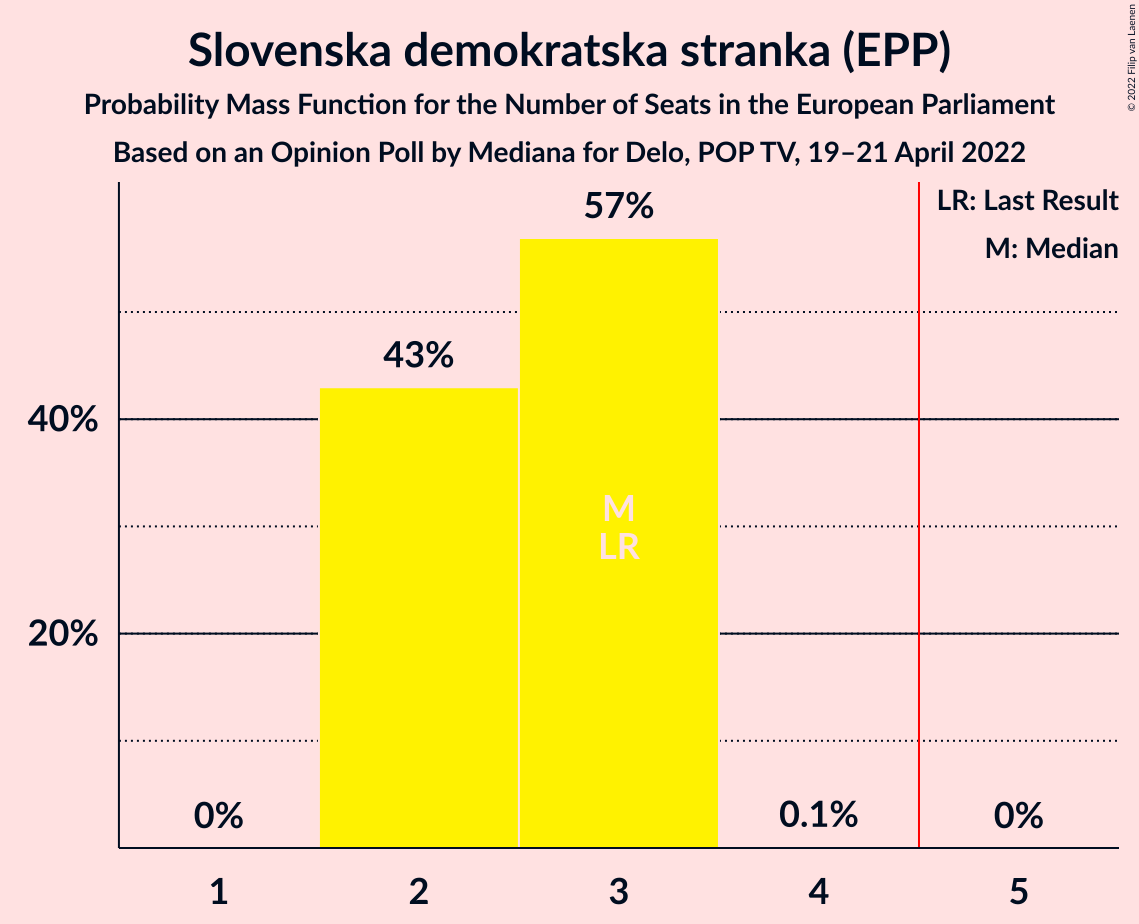 Slovenska demokratska stranka (EPP)
Probability Mass Function for the Number of Seats in the European Parliament
Based on an Opinion Poll by Mediana for Delo, POP TV, 19–21 April 2022
© 2022 Filip van Laenen
LR: Last Result
M: Median
57%
43%
40%
M
LR
20%
0%
0.1%
0%
1
2
3
4
5